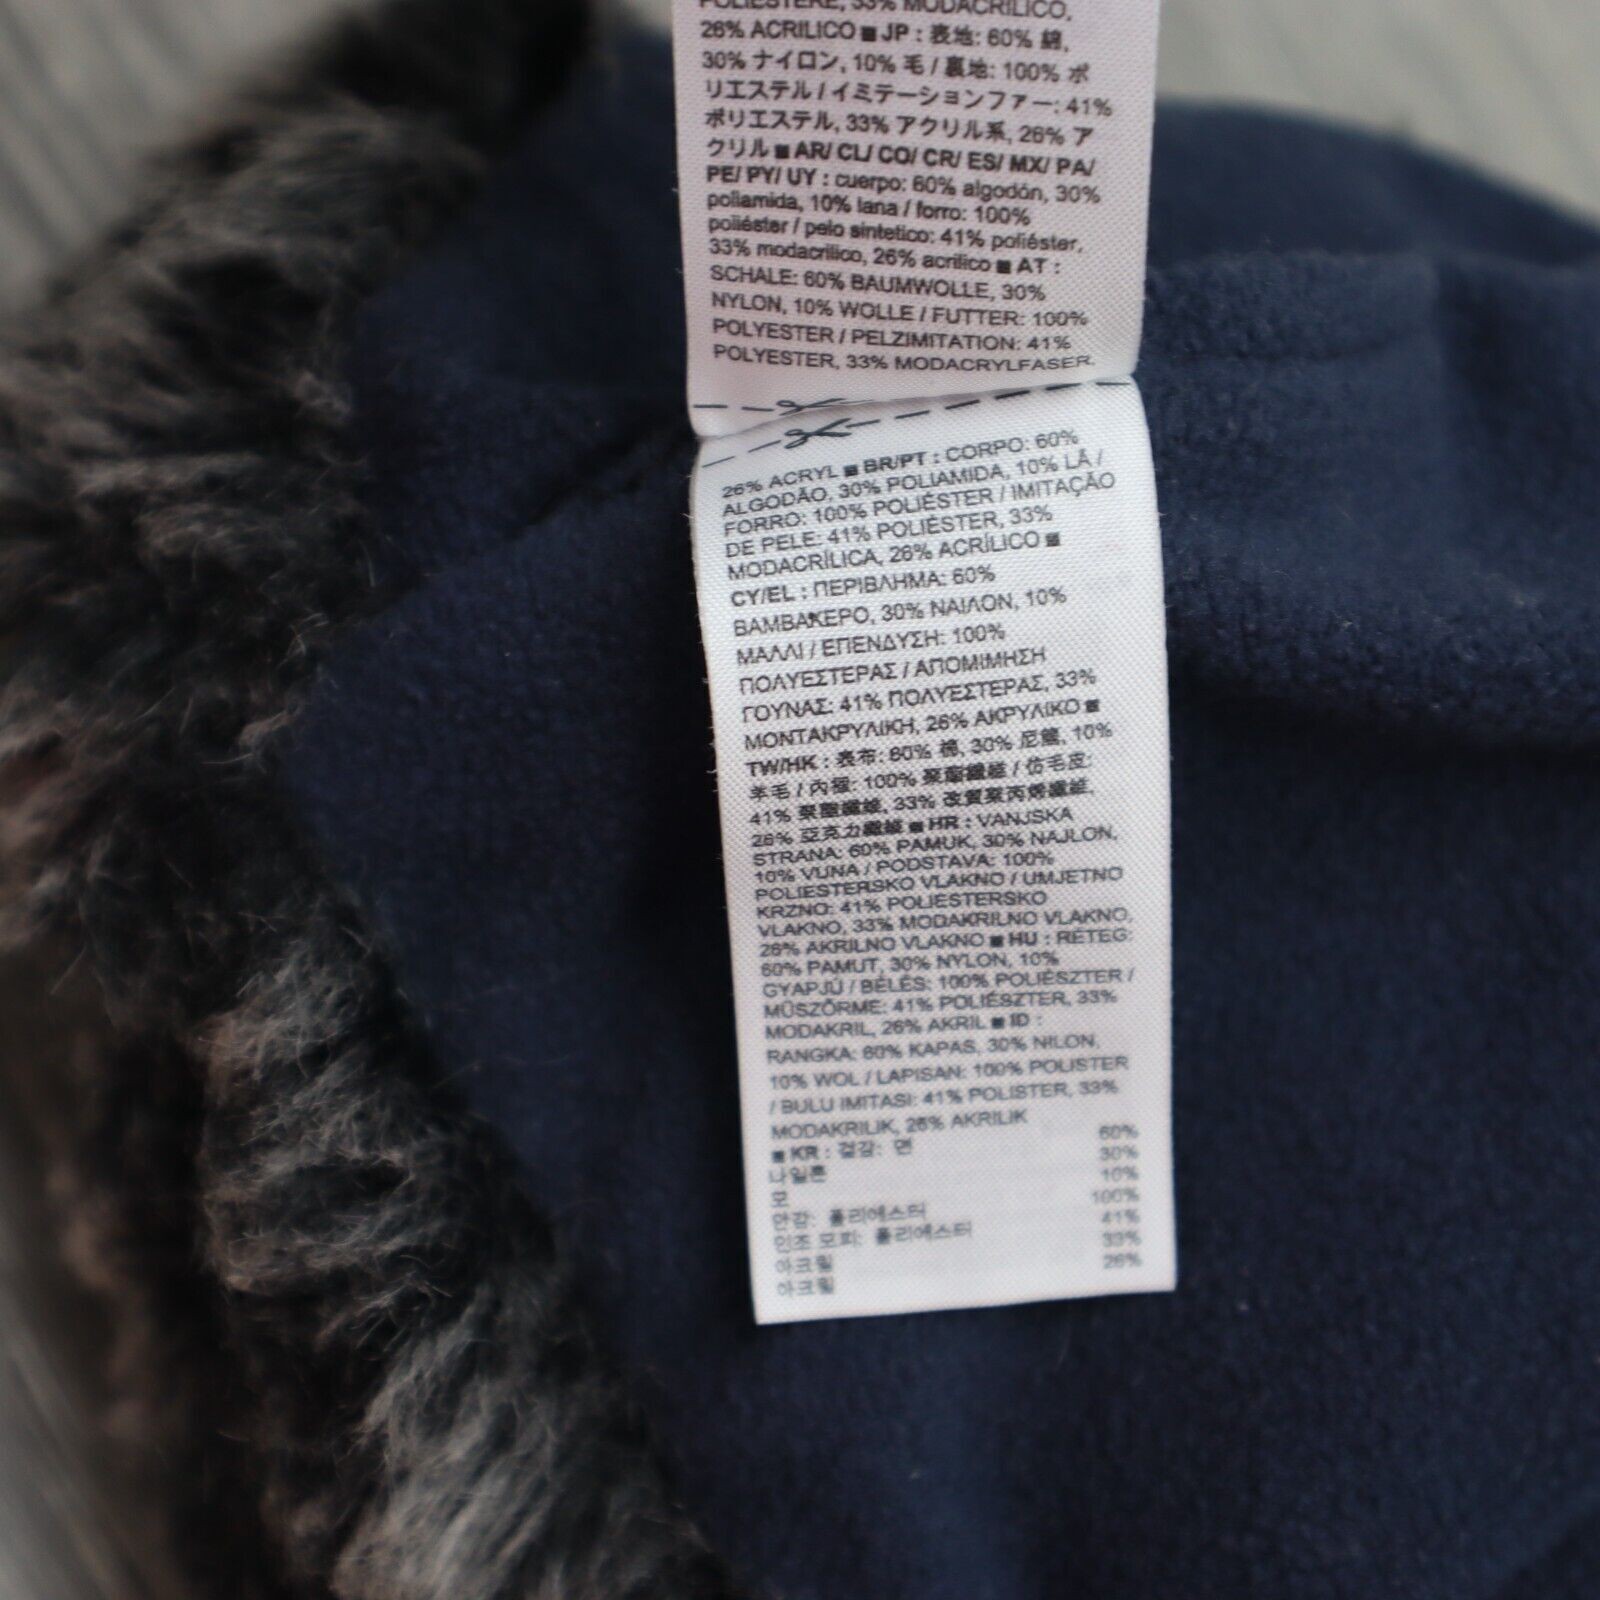 POLIESTERE, 33% MODACRILICO,
26% ACRILICO ■ JP : 表地: 60% 綿,
30% ナイロン, 10% 毛 / 裏地: 100% ポ
リエステル / イミテーションファー: 41%
ポリエステル, 33% アクリル系, 26% ア
クリル ■ AR/ CL/ CO/ CR/ ES/ MX/ PA/
PE/ PY/ UY : cuerpo: 60% algodón, 30%
poliamida, 10% lana / forro: 100%
poliéster / pelo sintetico: 41% poliéster,
33% modacrilico, 26% acrilico ■ AT :
SCHALE: 60% BAUMWOLLE, 30%
NYLON, 10% WOLLE / FUTTER: 100%
POLYESTER / PELZIMITATION: 41%
POLYESTER, 33% MODACRYLFASER,
26% ACRYL ■ BR/PT : CORPO: 60%
ALGODÃO, 30% POLIAMIDA, 10% LÃ /
FORRO: 100% POLIÉSTER / IMITAÇÃO
DE PELE: 41% POLIÉSTER, 33%
MODACRÍLICA, 26% ACRÍLICO ■
CY/EL : ΠΕΡΙΒΛΗΜΑ: 60%
ΒΑΜΒΑΚΕΡΟ, 30% ΝΑΙΛΟΝ, 10%
ΜΑΛΛΙ / ΕΠΕΝΔΥΣΗ: 100%
ΠΟΛΥΕΣΤΕΡΑΣ / ΑΠΟΜΙΜΗΣΗ
ΓΟΥΝΑΣ: 41% ΠΟΛΥΕΣΤΕΡΑΣ, 33%
ΜΟΝΤΑΚΡΥΛΙΚΗ, 26% ΑΚΡΥΛΙΚΟ ■
TW/HK : 表布: 60% 棉, 30% 尼龍, 10%
羊毛 / 內裡: 100% 聚酯纖維 / 仿毛皮:
41% 聚酯纖維, 33% 改質聚丙烯纖維,
26% 亞克力纖維 ■ HR : VANJSKA
STRANA: 60% PAMUK, 30% NAJLON,
10% VUNA / PODSTAVA: 100%
POLIESTERSKO VLAKNO / UMJETNO
KRZNO: 41% POLIESTERSKO
VLAKNO, 33% MODAKRILNO VLAKNO,
26% AKRILNO VLAKNO ■ HU : RÉTEG:
60% PAMUT, 30% NYLON, 10%
GYAPJÚ / BÉLÉS: 100% POLIÉSZTER /
MŰSZŐRME: 41% POLIÉSZTER, 33%
MODAKRIL, 26% AKRIL ■ ID :
RANGKA: 60% KAPAS, 30% NILON,
10% WOL / LAPISAN: 100% POLISTER
/ BULU IMITASI: 41% POLISTER, 33%
MODAKRILIK, 26% AKRILIK
■ KR : 겉감: 면 60%
나일론 30%
모 10%
안감: 폴리에스터 100%
인조 모피: 폴리에스터 41%
아크릴 33%
아크릴 26%